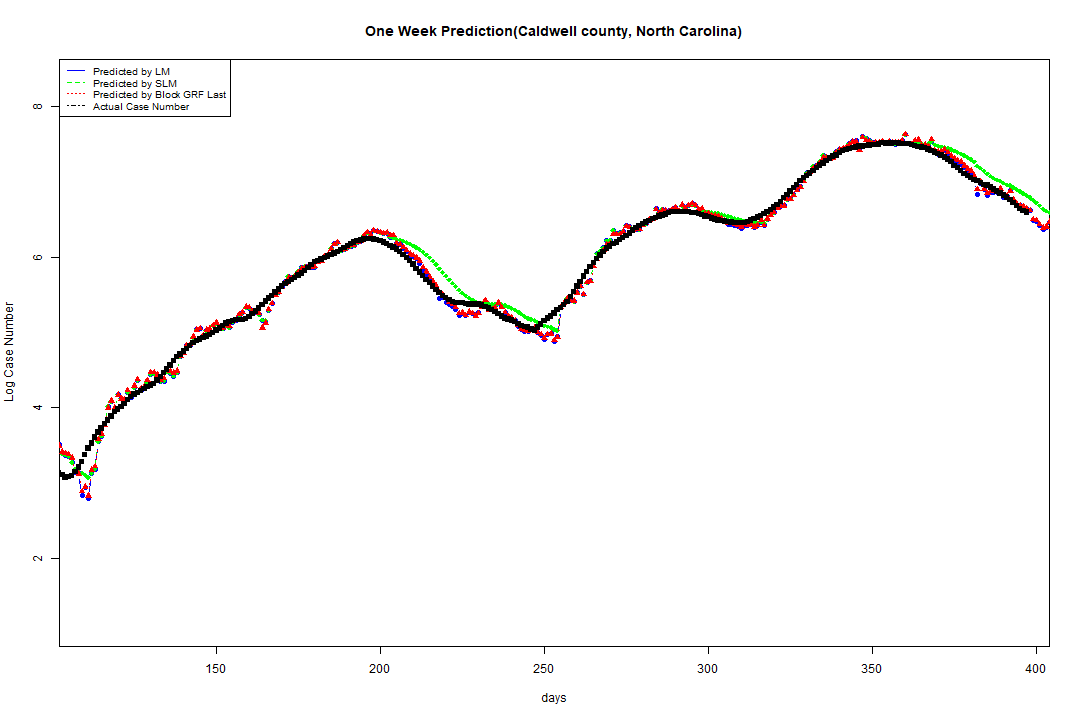 One Week Prediction(Caldwell county, North Carolina)
Predicted by LM
Predicted by SLM
Predicted by Block GRF Last
Actual Case Number
8
6
4
2
Log Case Number
150
200
250
300
350
400
days